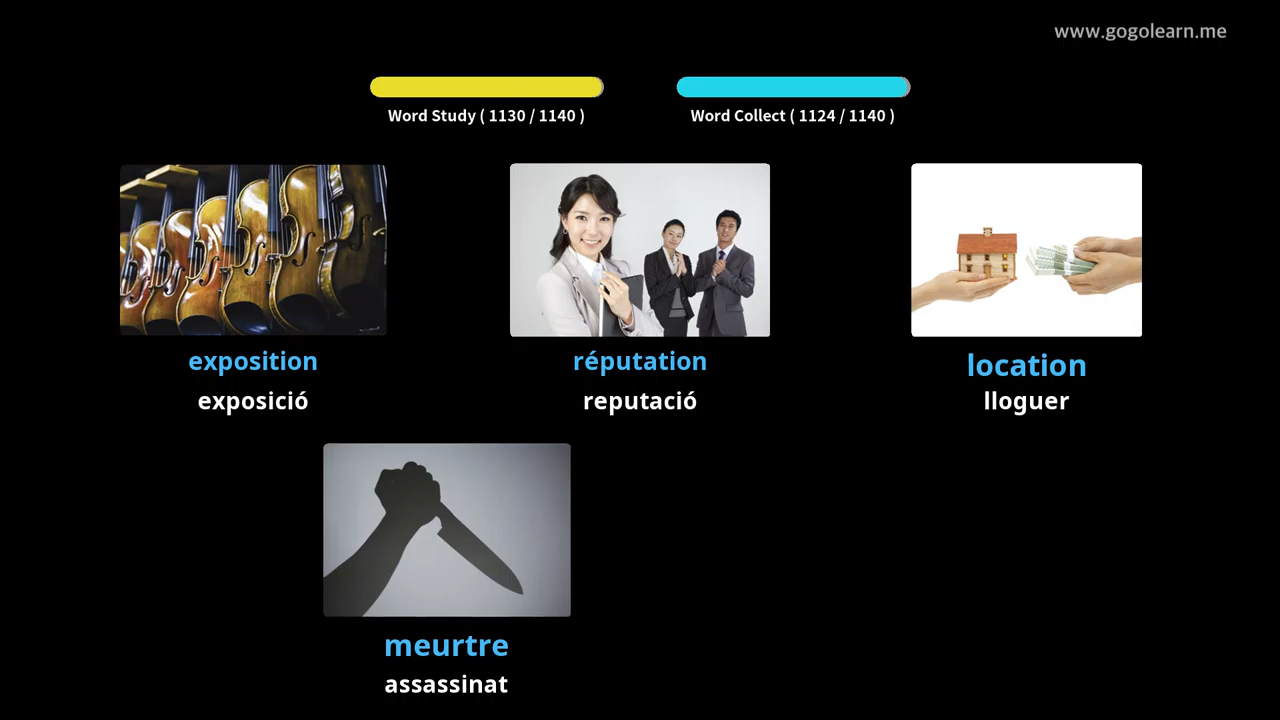 www.gogolearn.me
Word Study ( 1130 / 1140 )
Word Collect ( 1124 / 1140 )
exposition
exposició
réputation
reputació
location
lloguer
meurtre
assassinat